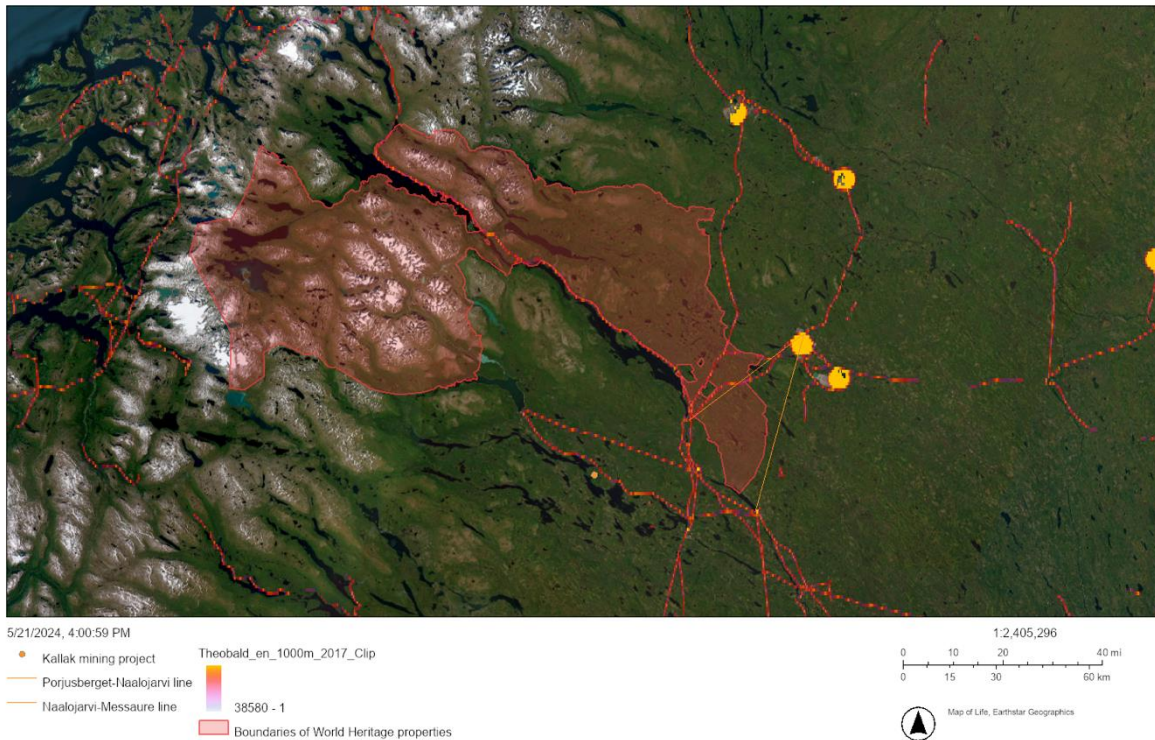 5/21/2024, 4:00:59 PM
Kallak mining project
Porjusberget-Naalojarvi line
Naalojarvi-Messaure line
Theobald_en_1000m_2017_Clip
38580 - 1
Boundaries of World Heritage properties
1:2,405,296
0 10 20 40 mi
0 15 30 60 km
Map of Life, Earthstar Geographics